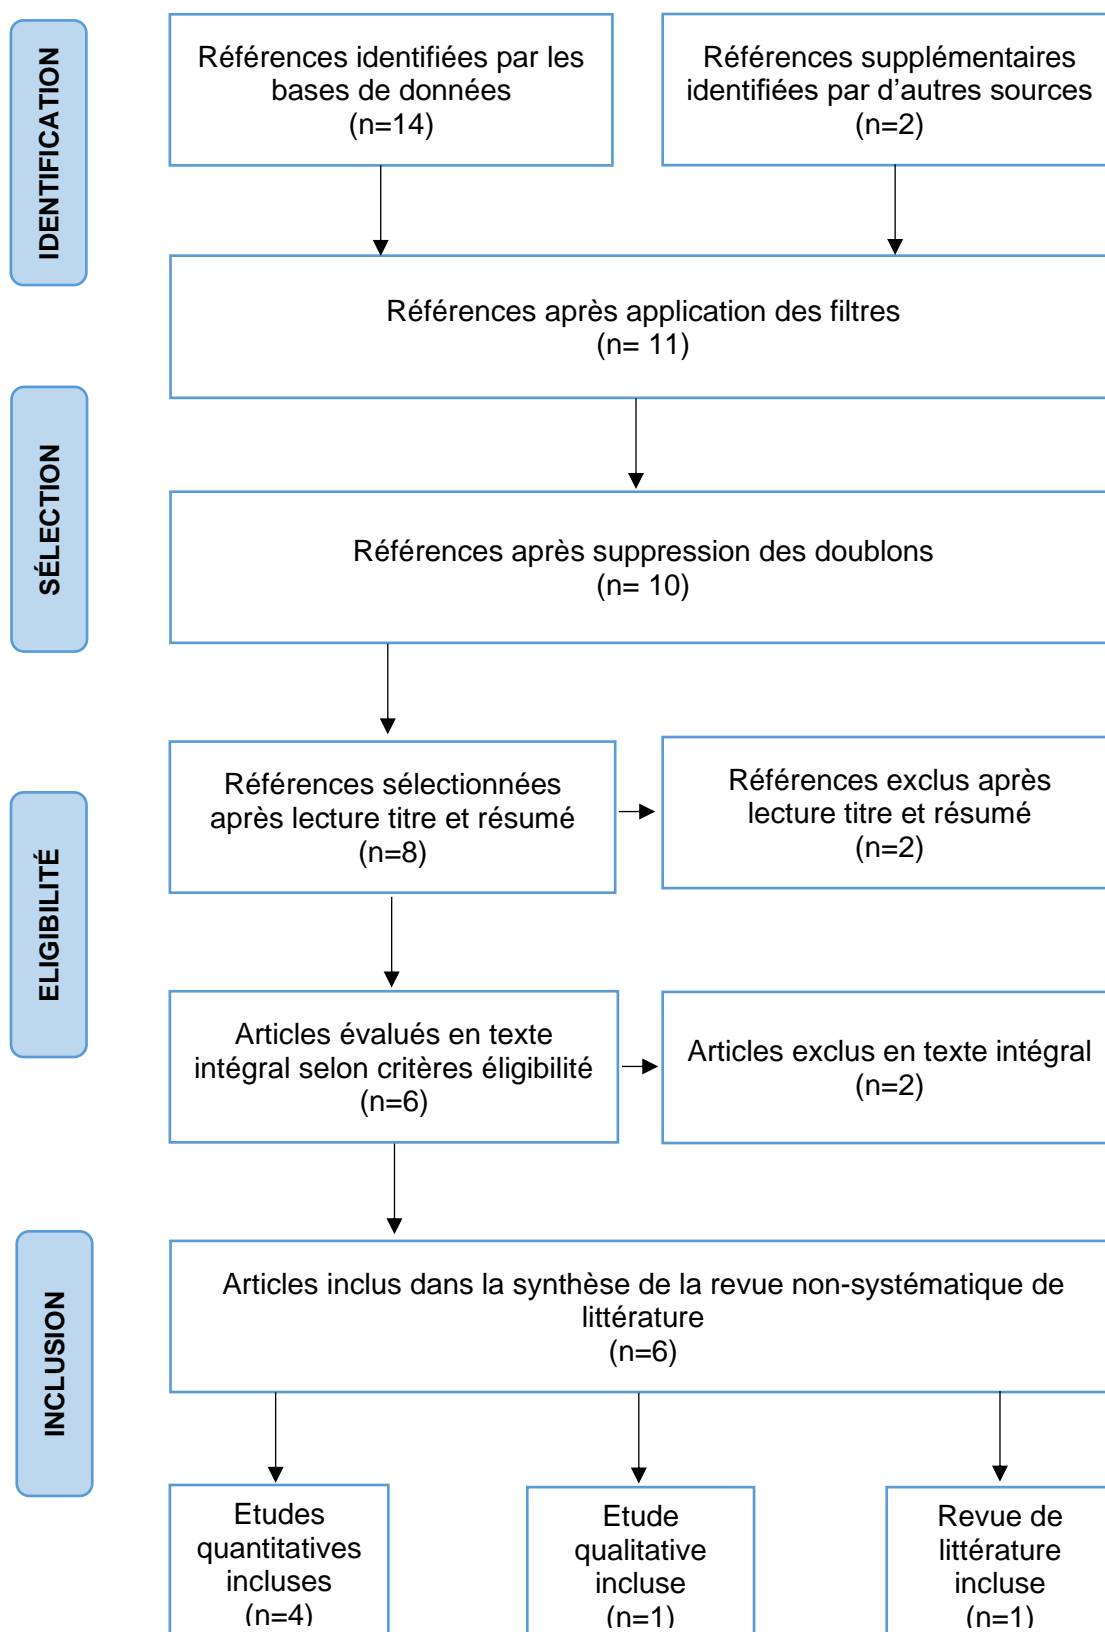 IDENTIFICATION
Références identifiées par les
bases de données
(n=14)
Références supplémentaires
identifiées par d'autres sources
(n=2)
Références après application des filtres
(n= 11)
SÉLECTION
Références après suppression des doublons
(n= 10)
ELIGIBILITÉ
Références sélectionnées
après lecture titre et résumé
(n=8)
Références exclus après
lecture titre et résumé
(n=2)
Articles évalués en texte
intégral selon critères éligibilité
(n=6)
Articles exclus en texte intégral
(n=2)
INCLUSION
Articles inclus dans la synthèse de la revue non-systématique de
littérature
(n=6)
Etudes
quantitatives
incluses
(n=4)
Etude
qualitative
incluse
(n=1)
Revue de
littérature
incluse
(n=1)